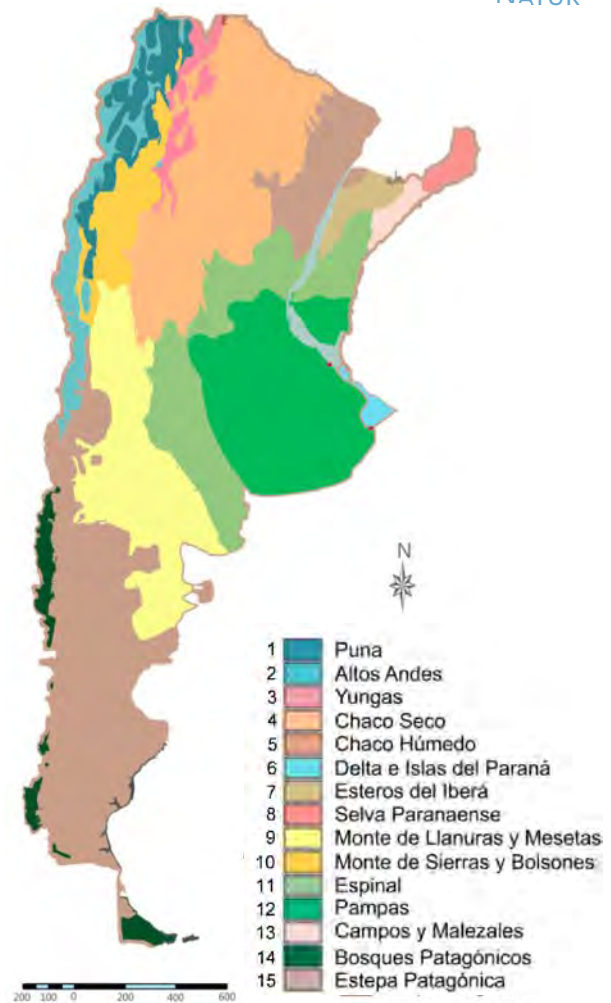 NATUR
N
1 Puna
2 Altos Andes
3 Yungas
4 Chaco Seco
5 Chaco Húmedo
6 Delta e Islas del Paraná
7 Esteros del Iberá
8 Selva Paranaense
9 Monte de Llanuras y Mesetas
10 Monte de Sierras y Bolsones
11 Espinal
12 Pampas
13 Campos y Malezales
14 Bosques Patagónicos
15 Estepa Patagónica
200 100 0 200 400 600